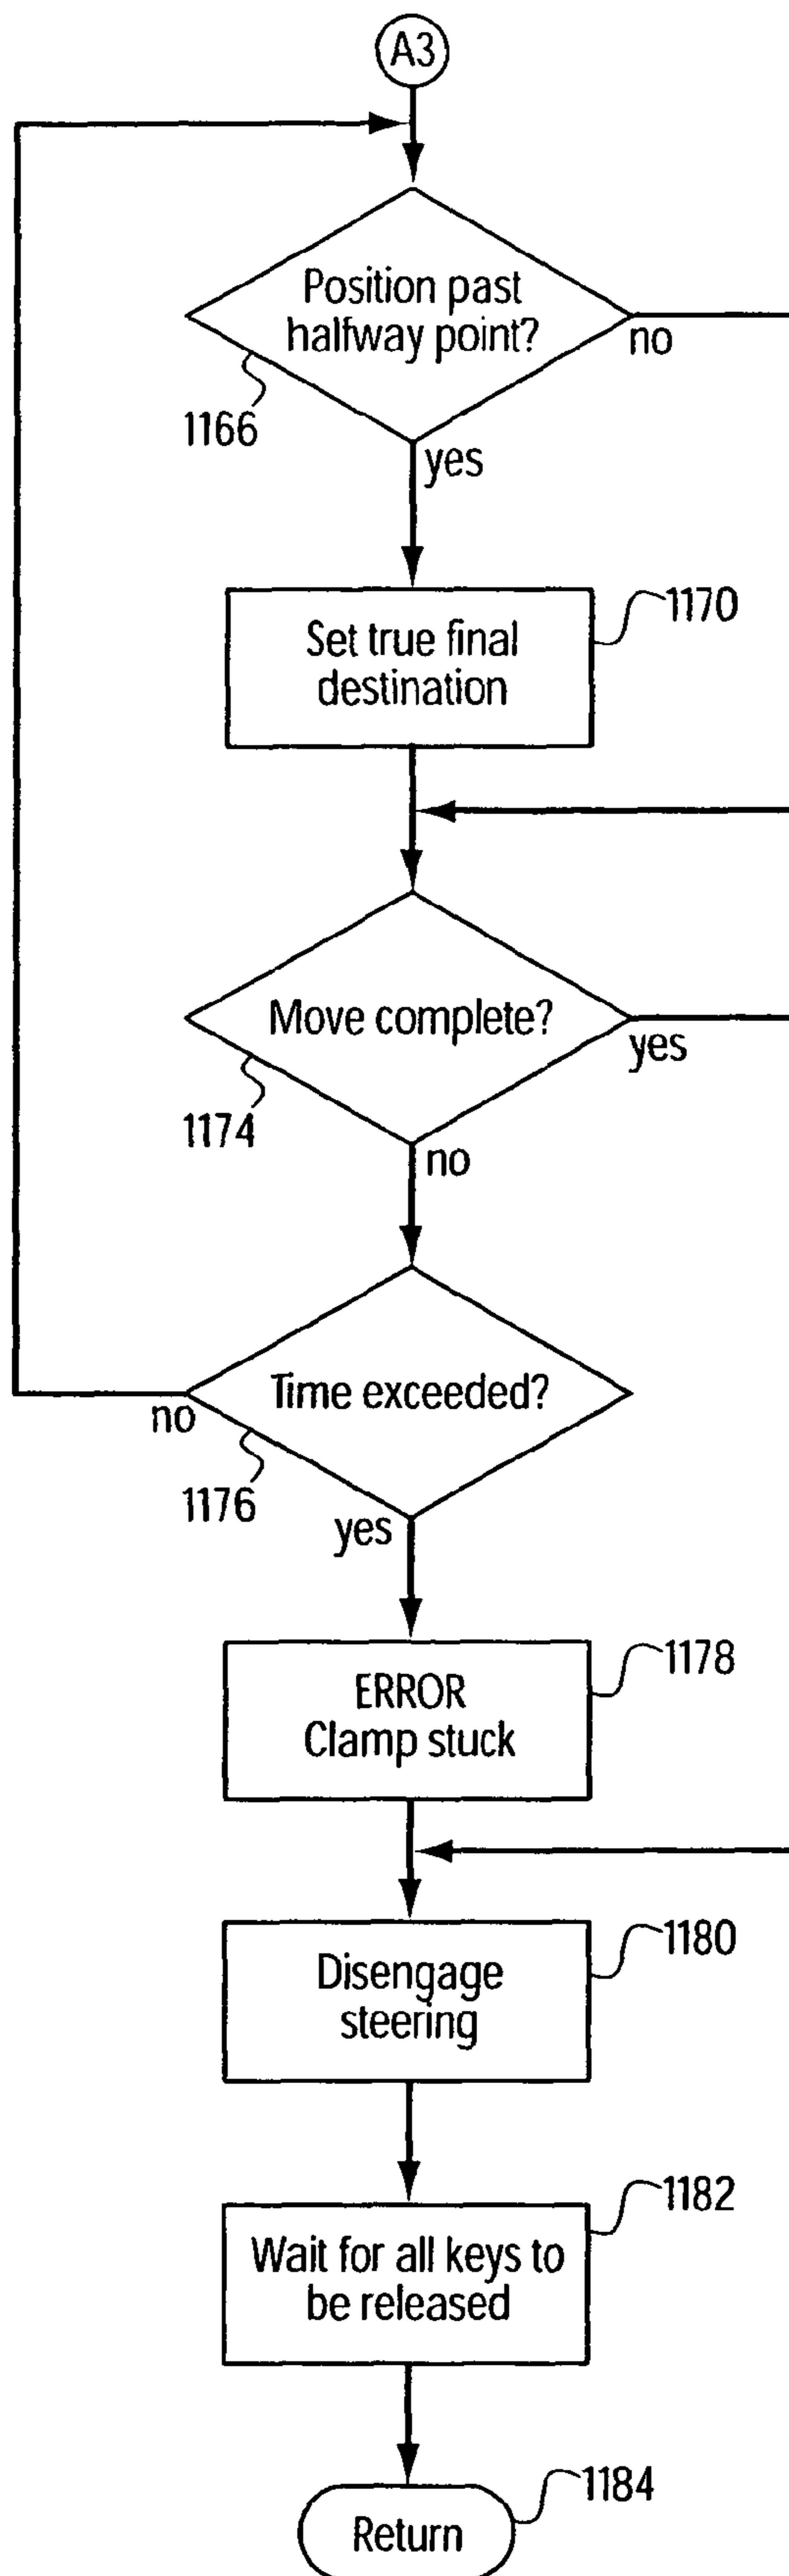 A3
Position past
halfway point?
no
1166
yes
1170
Set true final
destination
Move complete?
yes
1174
no
Time exceeded?
no
1176
yes
1178
ERROR
Clamp stuck
1180
Disengage
steering
1182
Wait for all keys to
be released
1184
Return